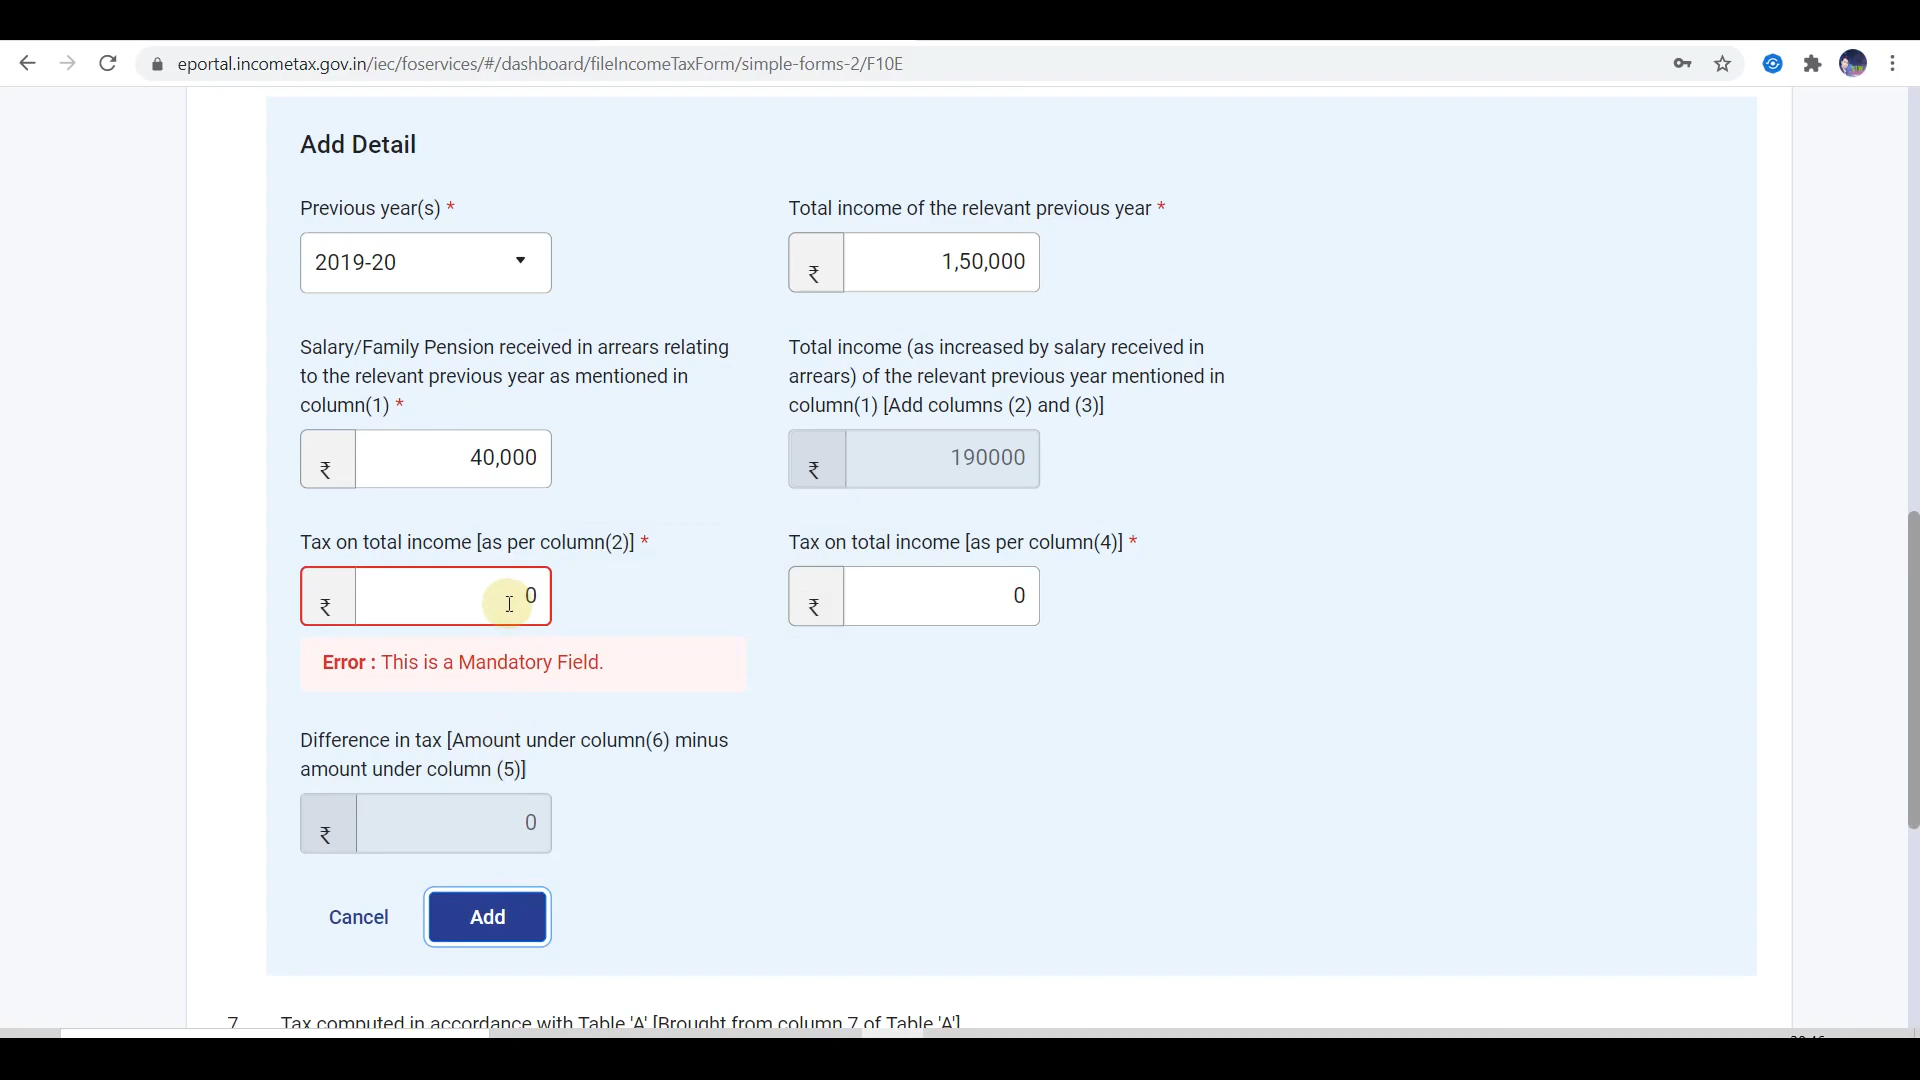 eportal.incometax.gov.in/iec/foservices/#/dashboard/fileIncomeTaxForm/simple-forms-2/F10E
Add Detail
Previous year(s) *
Total income of the relevant previous year *
2019-20
₹ 1,50,000
Salary/Family Pension received in arrears relating
to the relevant previous year as mentioned in
column(1) *
Total income (as increased by salary received in
arrears) of the relevant previous year mentioned in
column(1) [Add columns (2) and (3)]
₹ 40,000
₹ 190000
Tax on total income [as per column(2)] *
Tax on total income [as per column(4)] *
₹ 0
₹ 0
Error : This is a Mandatory Field.
Difference in tax [Amount under column(6) minus
amount under column (5)]
₹ 0
Cancel
Add
7 Tax computed in accordance with Table 'A' [Brought from column 7 of Table 'A']